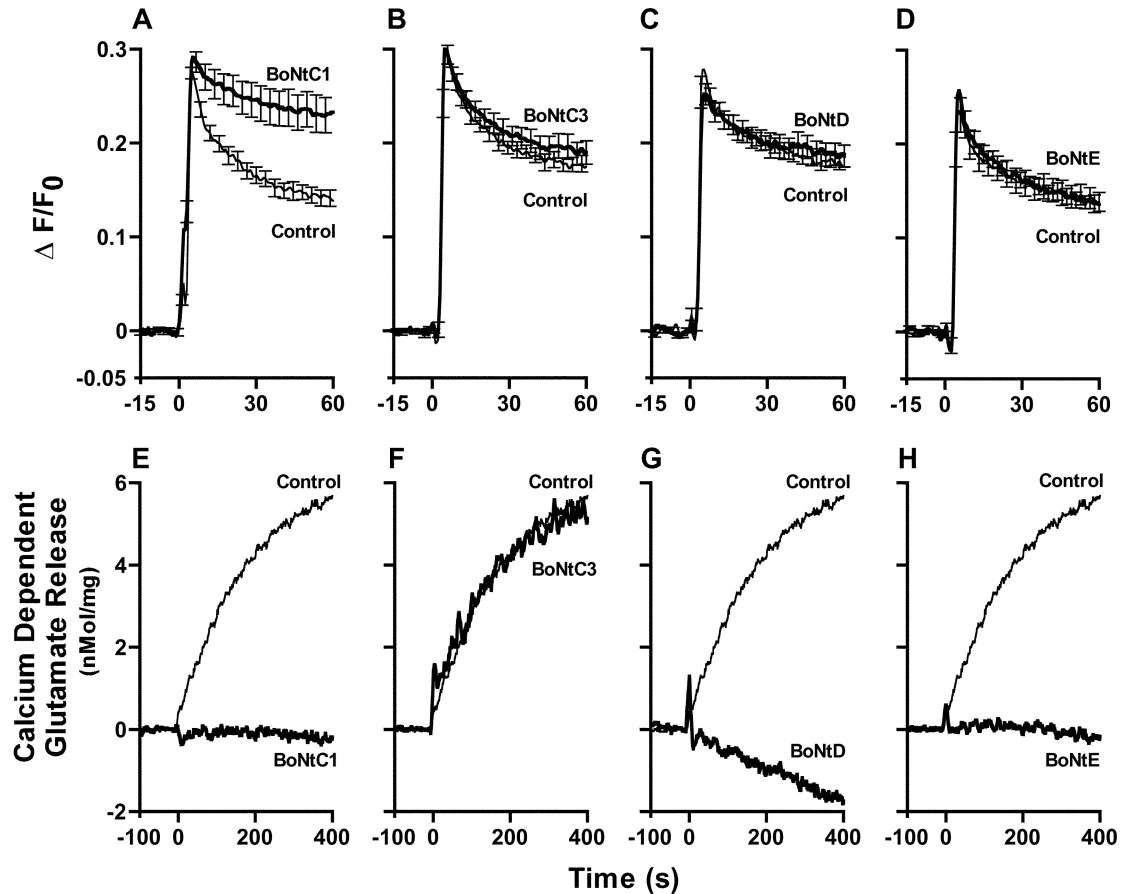 A B C D
0.3
0.2
0.1
0
-0.05
Δ F/F0
BoNtC1
Control
BoNtC3
Control
BoNtD
Control
BoNtE
Control
-15 0 30 60 -15 0 30 60 -15 0 30 60 -15 0 30 60
E F G H
6
4
2
0
-2
Calcium Dependent
Glutamate Release
(nMol/mg)
Control
BoNtC1
Control
BoNtC3
Control
BoNtD
Control
BoNtE
-100 0 200 400 -100 0 200 400 -100 0 200 400 -100 0 200 400
Time (s)